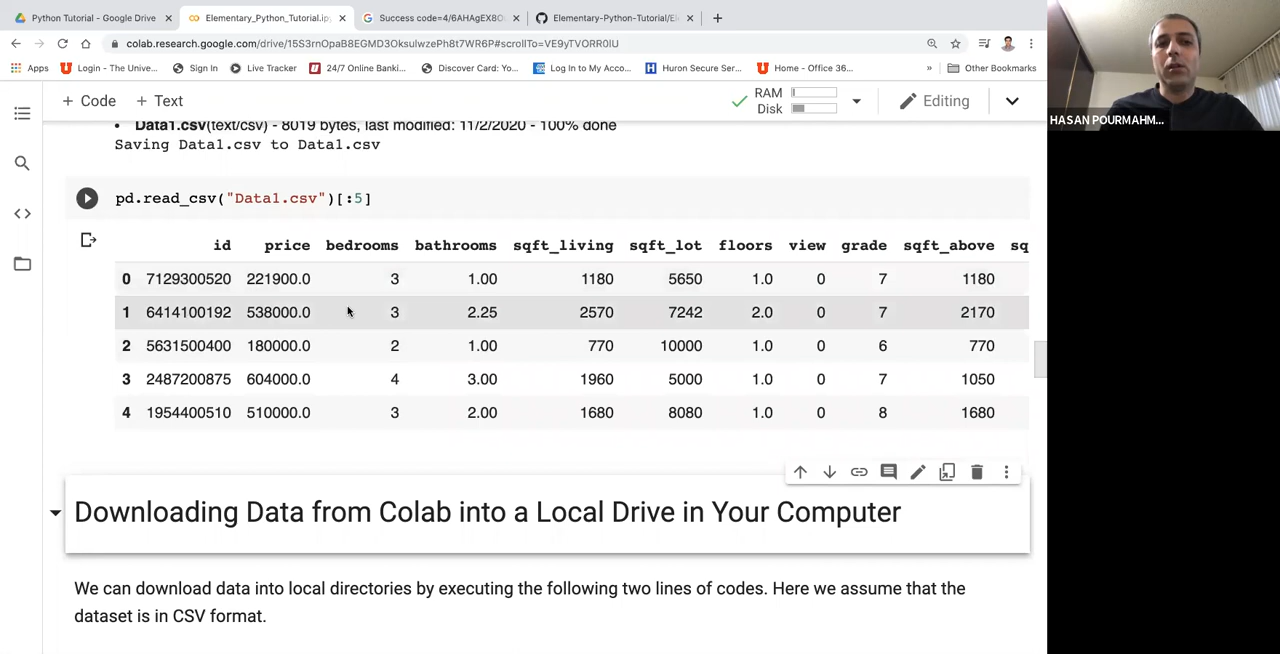 Python Tutorial - Google Drive
Elementary_Python_Tutorial.ip
Success code=4/6AHAgEX8O
Elementary-Python-Tutorial/E
colab.research.google.com/drive/15S3rnOpaB8EGMD3OksulwzePh8t7WR6P#scrollTo=VE9yTVORR0lU
Apps Login - The Unive... Sign In Live Tracker 24/7 Online Banki... Discover Card: Yo... Log In to My Acco... Huron Secure Ser... Home - Office 36... » Other Bookmarks
+ Code + Text RAM Disk Editing
HASAN POURMAHM...
• Data1.csv(text/csv) - 8019 bytes, last modified: 11/2/2020 - 100% done
Saving Data1.csv to Data1.csv
pd.read_csv("Data1.csv")[:5]
id price bedrooms bathrooms sqft_living sqft_lot floors view grade sqft_above sq
0 7129300520 221900.0 3 1.00 1180 5650 1.0 0 7 1180
1 6414100192 538000.0 3 2.25 2570 7242 2.0 0 7 2170
2 5631500400 180000.0 2 1.00 770 10000 1.0 0 6 770
3 2487200875 604000.0 4 3.00 1960 5000 1.0 0 7 1050
4 1954400510 510000.0 3 2.00 1680 8080 1.0 0 8 1680
Downloading Data from Colab into a Local Drive in Your Computer
We can download data into local directories by executing the following two lines of codes. Here we assume that the
dataset is in CSV format.